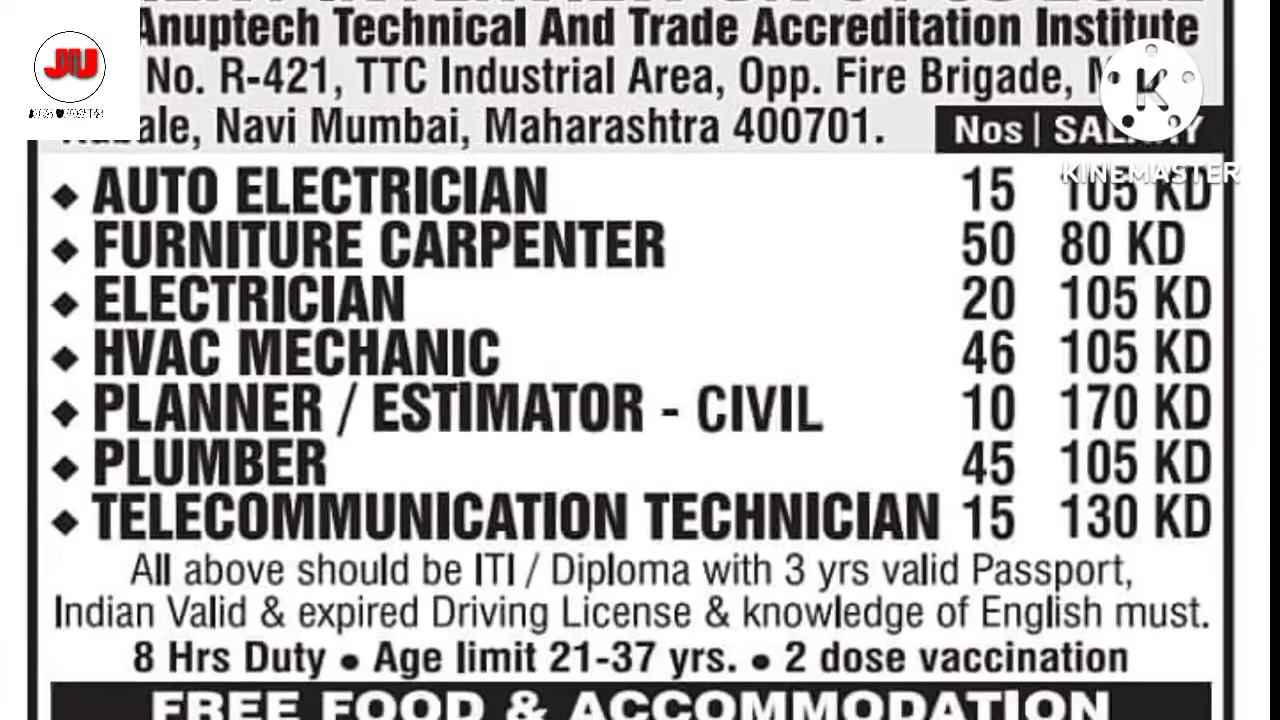 Anuptech Technical And Trade Accreditation Institute
JU
No. R-421, TTC Industrial Area, Opp. Fire Brigade,
K
Navi Mumbai, Maharashtra 400701. Nos | SALARY
KINEMASTER
◆ AUTO ELECTRICIAN 15 105 KD
◆ FURNITURE CARPENTER 50 80 KD
◆ ELECTRICIAN 20 105 KD
◆ HVAC MECHANIC 46 105 KD
◆ PLANNER / ESTIMATOR - CIVIL 10 170 KD
◆ PLUMBER 45 105 KD
◆ TELECOMMUNICATION TECHNICIAN 15 130 KD
All above should be ITI / Diploma with 3 yrs valid Passport,
Indian Valid & expired Driving License & knowledge of English must.
8 Hrs Duty • Age limit 21-37 yrs. • 2 dose vaccination
FREE FOOD & ACCOMMODATION